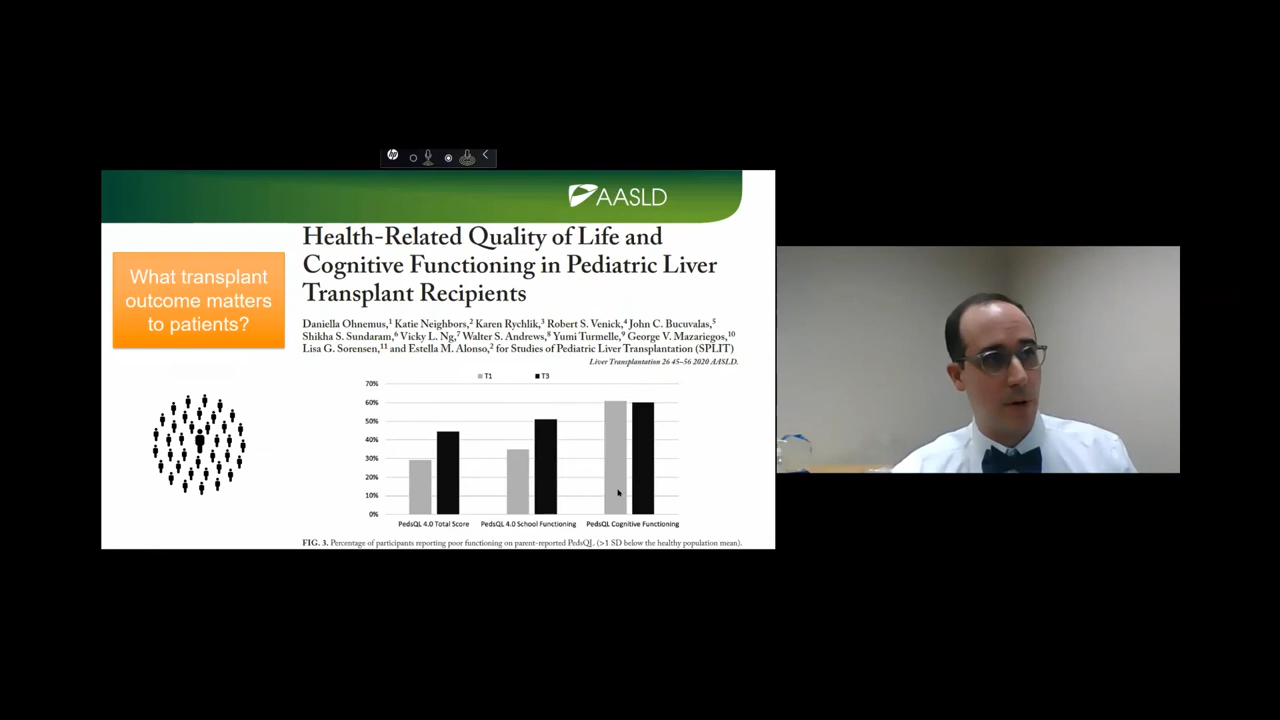 hp
AASLD
What transplant
outcome matters
to patients?
Health-Related Quality of Life and
Cognitive Functioning in Pediatric Liver
Transplant Recipients
Daniella Ohnemus,1 Katie Neighbors,2 Karen Rychlik,3 Robert S. Venick,4 John C. Bucuvalas,5
Shikha S. Sundaram,6 Vicky L. Ng,7 Walter S. Andrews,8 Yumi Turmelle,9 George V. Mazariegos,10
Lisa G. Sorensen,11 and Estella M. Alonso,2 for Studies of Pediatric Liver Transplantation (SPLIT)
Liver Transplantation 26 45–56 2020 AASLD.
T1 T3
70%
60%
50%
40%
30%
20%
10%
0%
PedsQL 4.0 Total Score PedsQL 4.0 School Functioning PedsQL Cognitive Functioning
FIG. 3. Percentage of participants reporting poor functioning on parent-reported PedsQL (>1 SD below the healthy population mean).